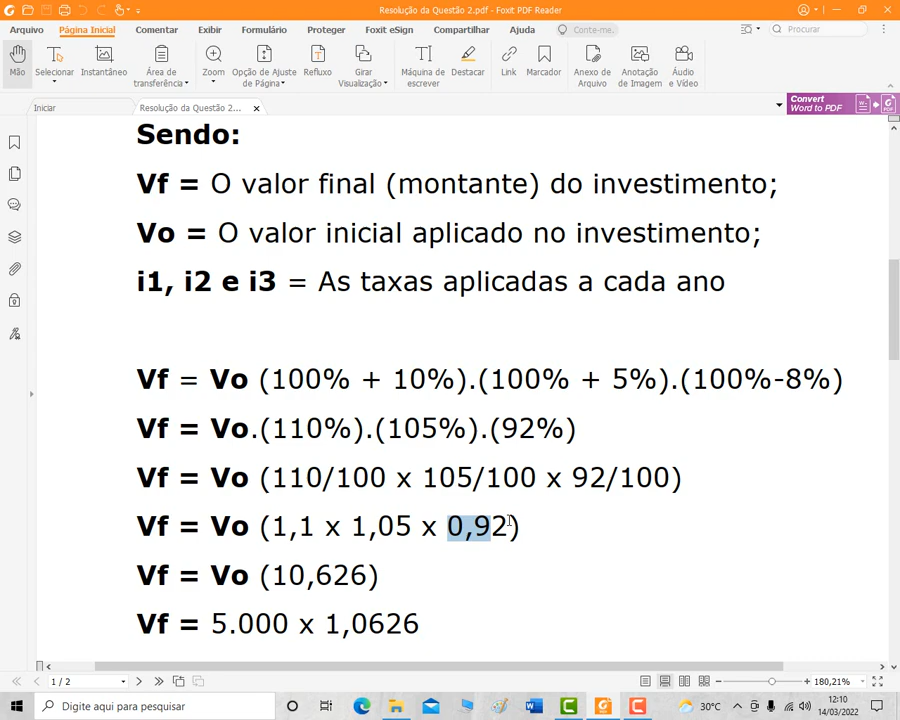 Resolução da Questão 2.pdf - Foxit PDF Reader
Arquivo Página Inicial Comentar Exibir Formulário Proteger Foxit eSign Compartilhar Ajuda Conte-me. Procurar
Mão Selecionar Instantâneo Área de transferência Zoom Opção de Ajuste de Página Refluxo Girar Visualização Máquina de escrever Destacar Link Marcador Anexo de Arquivo Anotação de Imagem Áudio e Vídeo
Iniciar Resolução da Questão 2... Convert Word to PDF
Sendo:
Vf = O valor final (montante) do investimento;
Vo = O valor inicial aplicado no investimento;
i1, i2 e i3 = As taxas aplicadas a cada ano
Vf = Vo (100% + 10%).(100% + 5%).(100%-8%)
Vf = Vo.(110%).(105%).(92%)
Vf = Vo (110/100 x 105/100 x 92/100)
Vf = Vo (1,1 x 1,05 x 0,92)
Vf = Vo (10,626)
Vf = 5.000 x 1,0626
1 / 2 180,21%
Digite aqui para pesquisar 30°C 12:10
14/03/2022